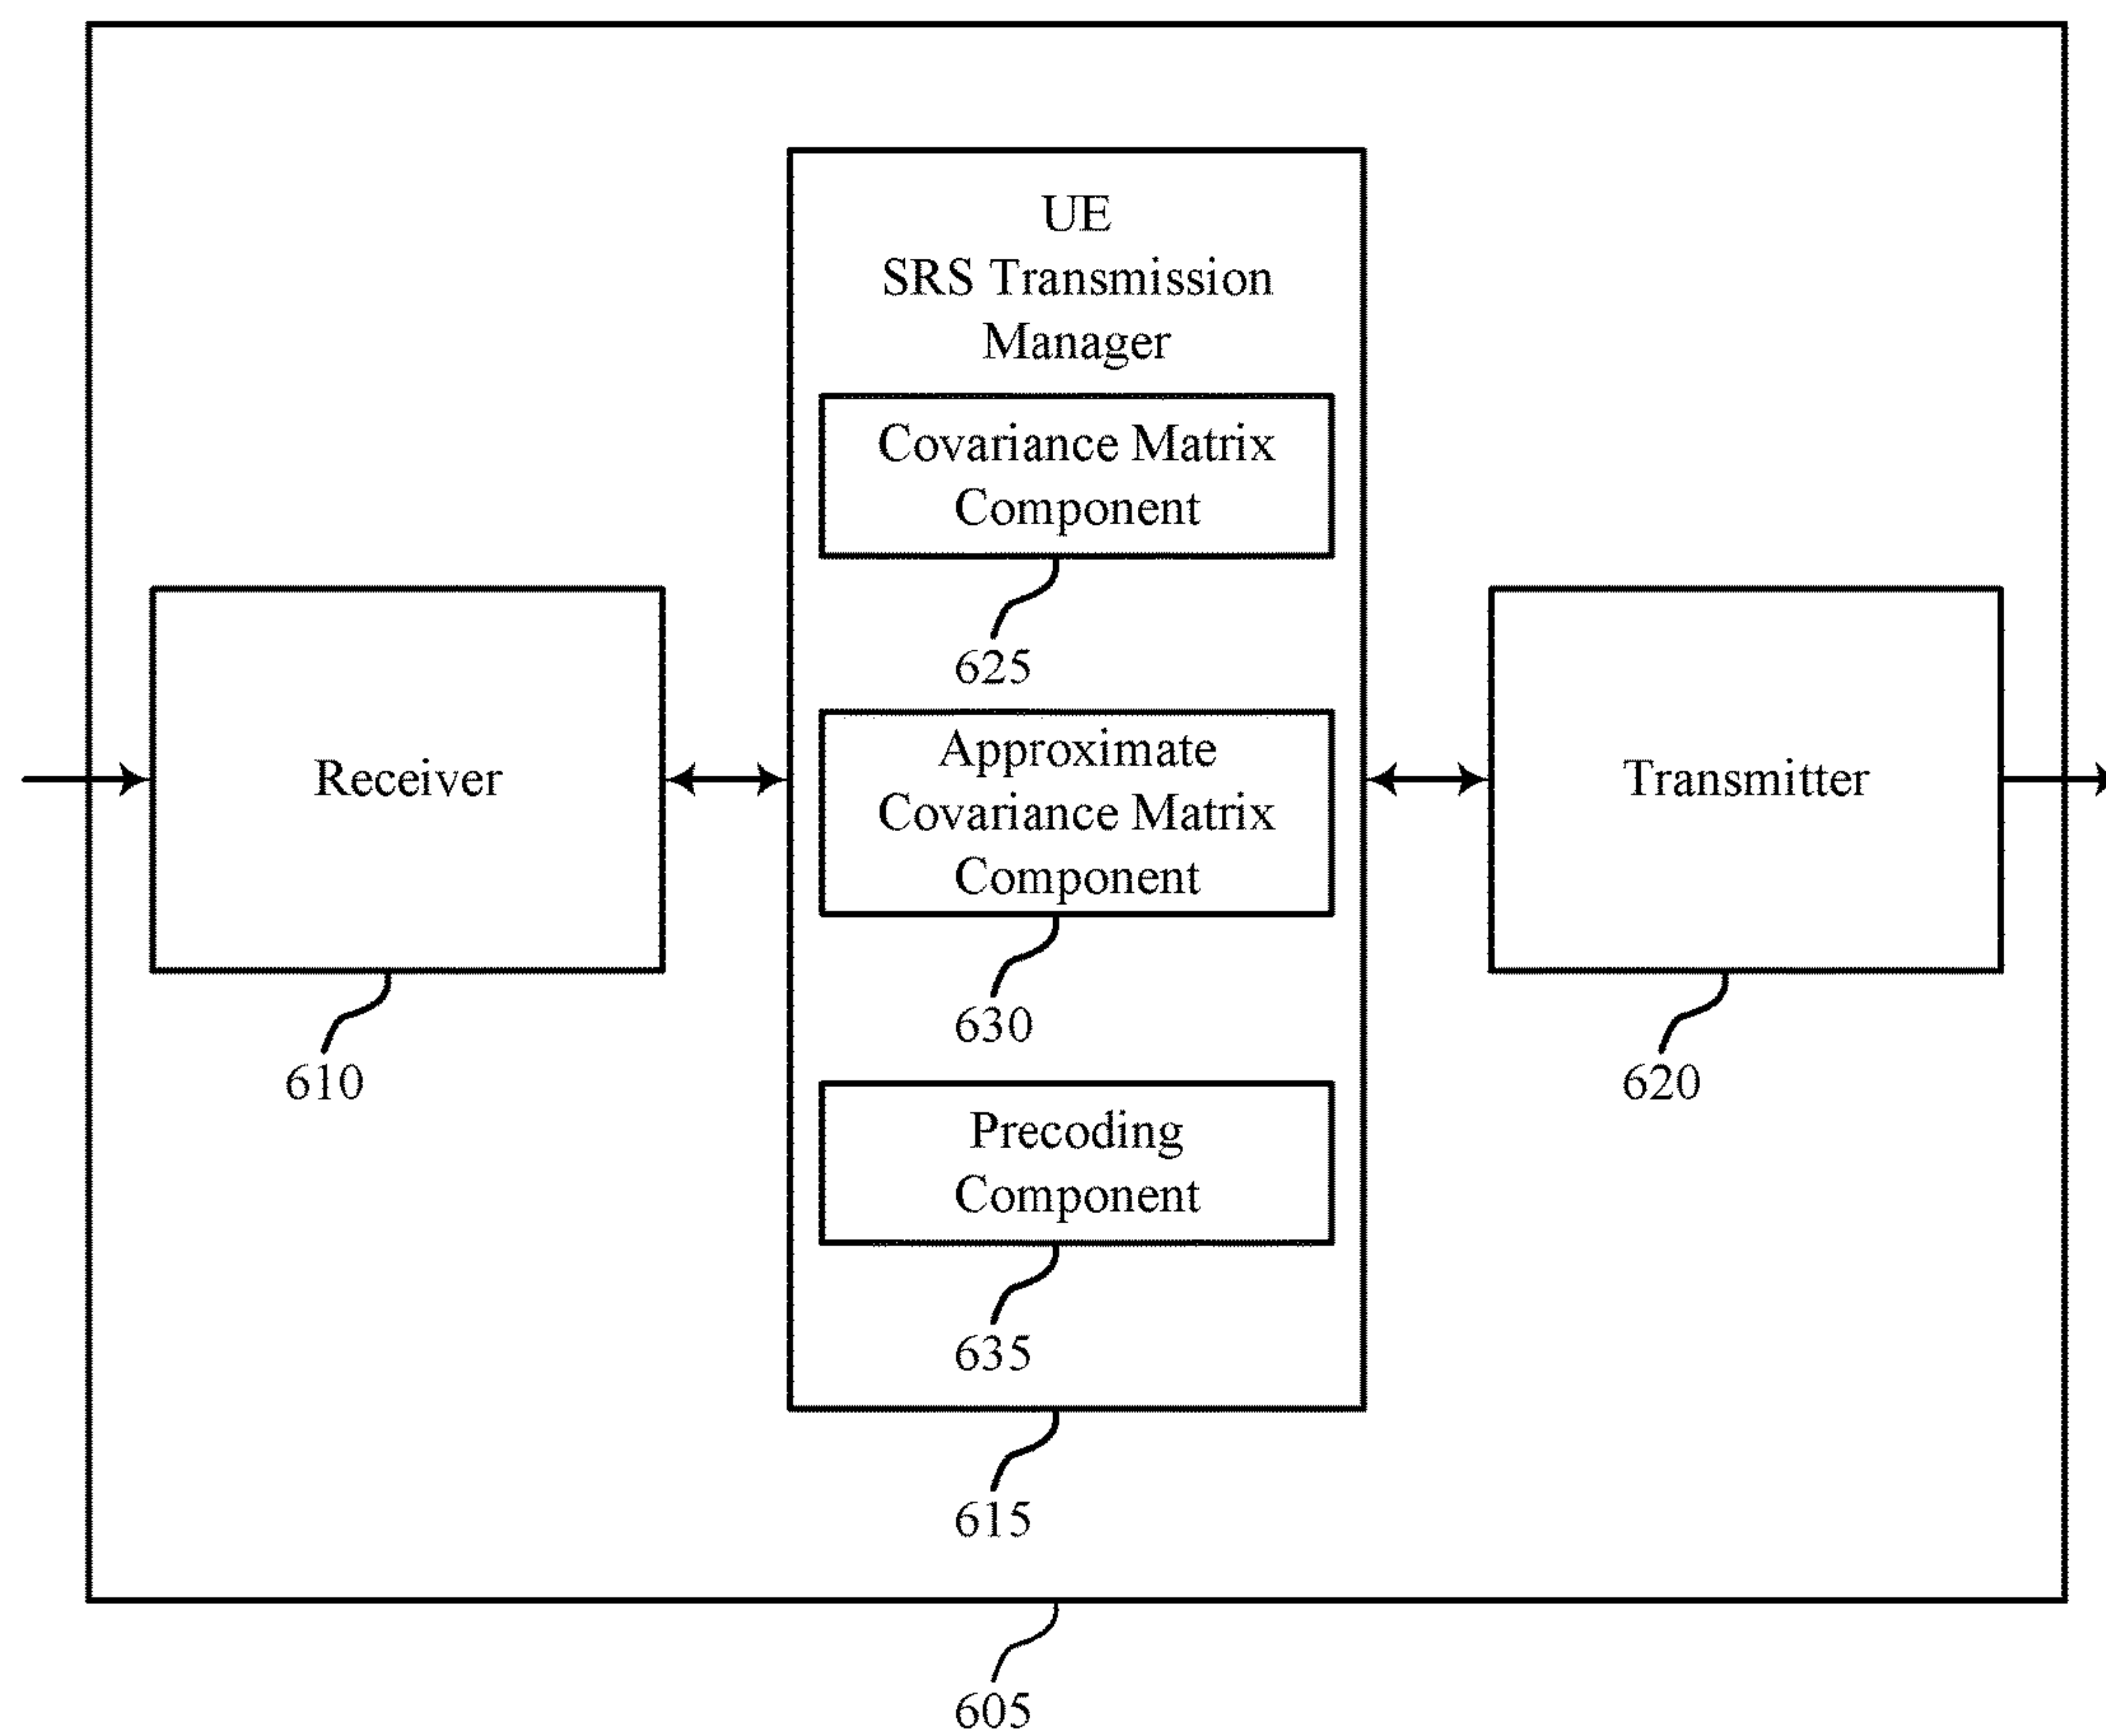 UE
SRS Transmission
Manager
Covariance Matrix
Component
625
Receiver
610
Approximate
Covariance Matrix
Component
630
Transmitter
620
Precoding
Component
635
615
605